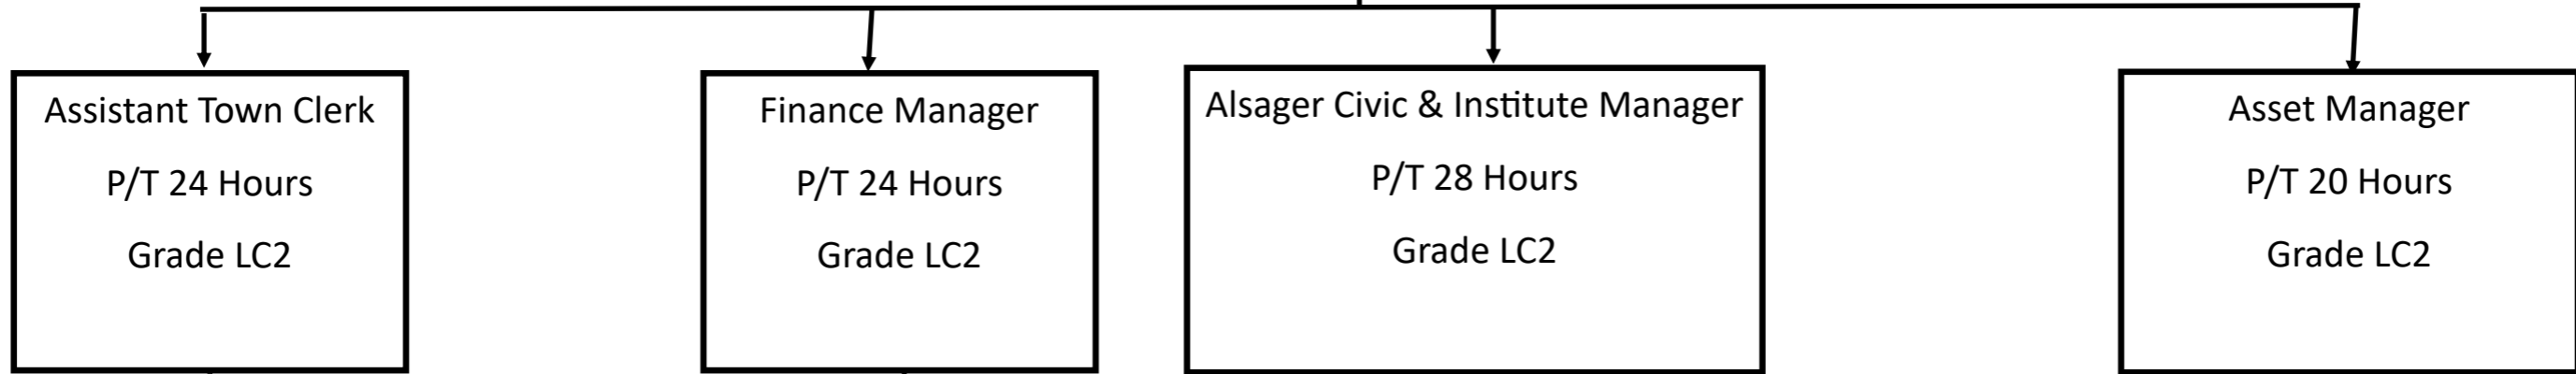 Assistant Town Clerk
P/T 24 Hours
Grade LC2
Finance Manager
P/T 24 Hours
Grade LC2
Alsager Civic & Institute Manager
P/T 28 Hours
Grade LC2
Asset Manager
P/T 20 Hours
Grade LC2